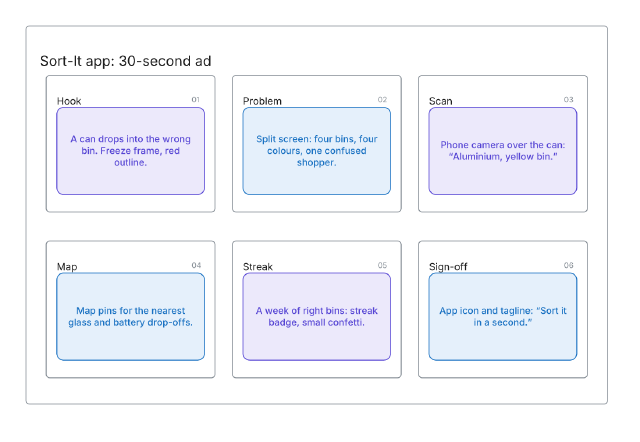 Sort-It app: 30-second ad
Hook 01
A can drops into the wrong
bin. Freeze frame, red
outline.
Problem 02
Split screen: four bins, four
colours, one confused
shopper.
Scan 03
Phone camera over the can:
“Aluminium, yellow bin.”
Map 04
Map pins for the nearest
glass and battery drop-offs.
Streak 05
A week of right bins: streak
badge, small confetti.
Sign-off 06
App icon and tagline: “Sort it
in a second.”